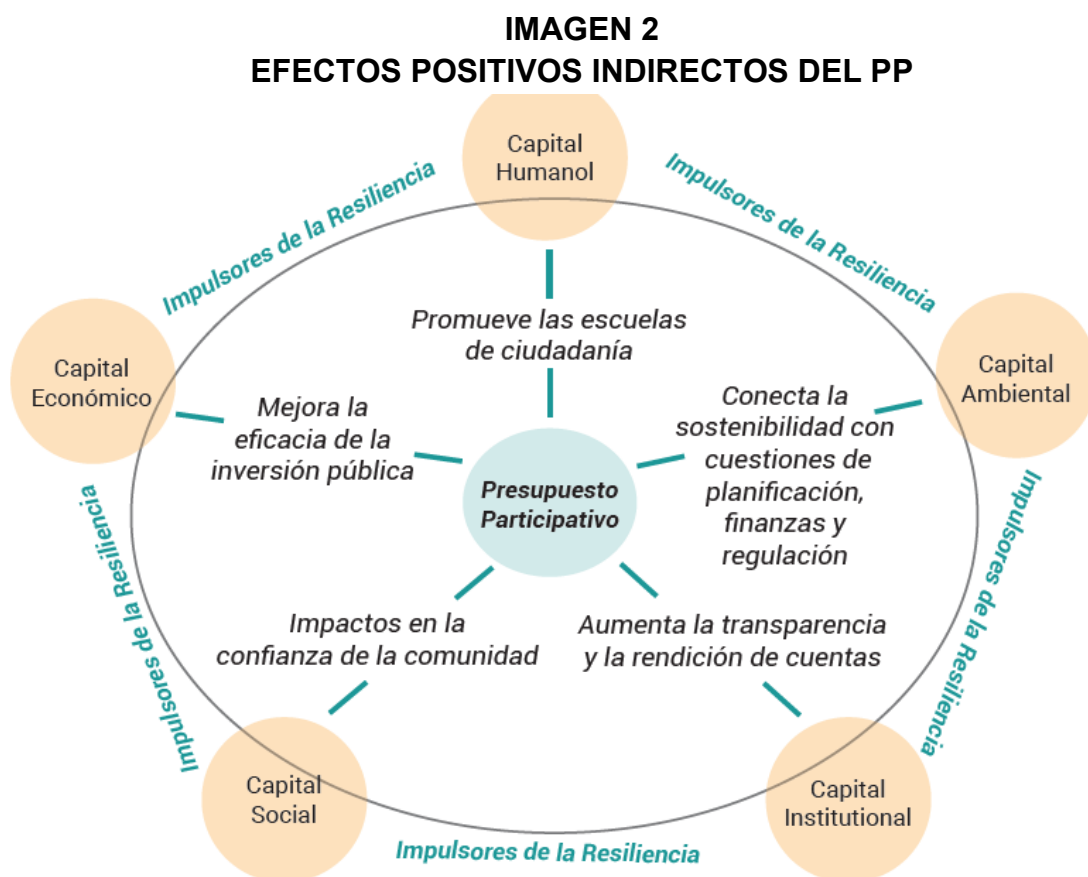 IMAGEN 2
EFECTOS POSITIVOS INDIRECTOS DEL PP
Capital
Humanol
Impulsores de la Resiliencia
Impulsores de la Resiliencia
Capital
Económico
Promueve las escuelas
de ciudadanía
Capital
Ambiental
Mejora la
eficacia de la
inversión pública
Conecta la
sostenibilidad con
cuestiones de
planificación,
finanzas y
regulación
Presupuesto
Participativo
Impulsores de la Resiliencia
Impulsores de la Resiliencia
Impactos en la
confianza de la comunidad
Aumenta la transparencia
y la rendición de cuentas
Capital
Social
Capital
Institutional
Impulsores de la Resiliencia